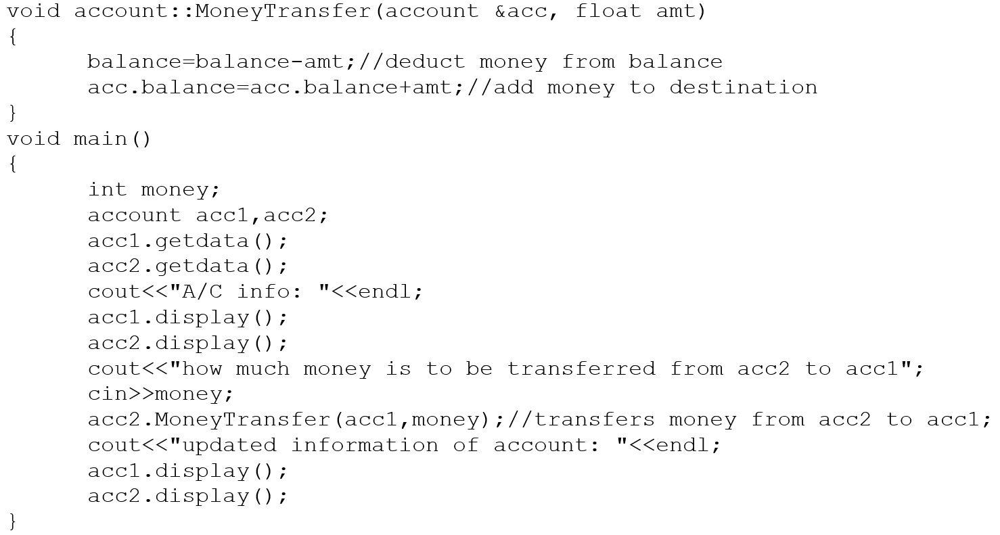 void account::MoneyTransfer(account &acc, float amt)
{
balance=balance-amt;//deduct money from balance
acc.balance=acc.balance+amt;//add money to destination
}
void main()
{
int money;
account acc1,acc2;
acc1.getdata();
acc2.getdata();
cout<<"A/C info: "<<endl;
acc1.display();
acc2.display();
cout<<"how much money is to be transferred from acc2 to acc1";
cin>>money;
acc2.MoneyTransfer(acc1,money);//transfers money from acc2 to acc1;
cout<<"updated information of account: "<<endl;
acc1.display();
acc2.display();
}